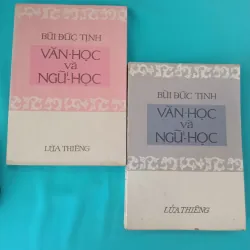 BÙI ĐỨC TỊNH
VĂN-HỌC
và
NGỮ-HỌC
LỬA THIÊNG
BÙI ĐỨC TỊNH
VĂN-HỌC
và
NGỮ-HỌC
LỬA THIÊNG